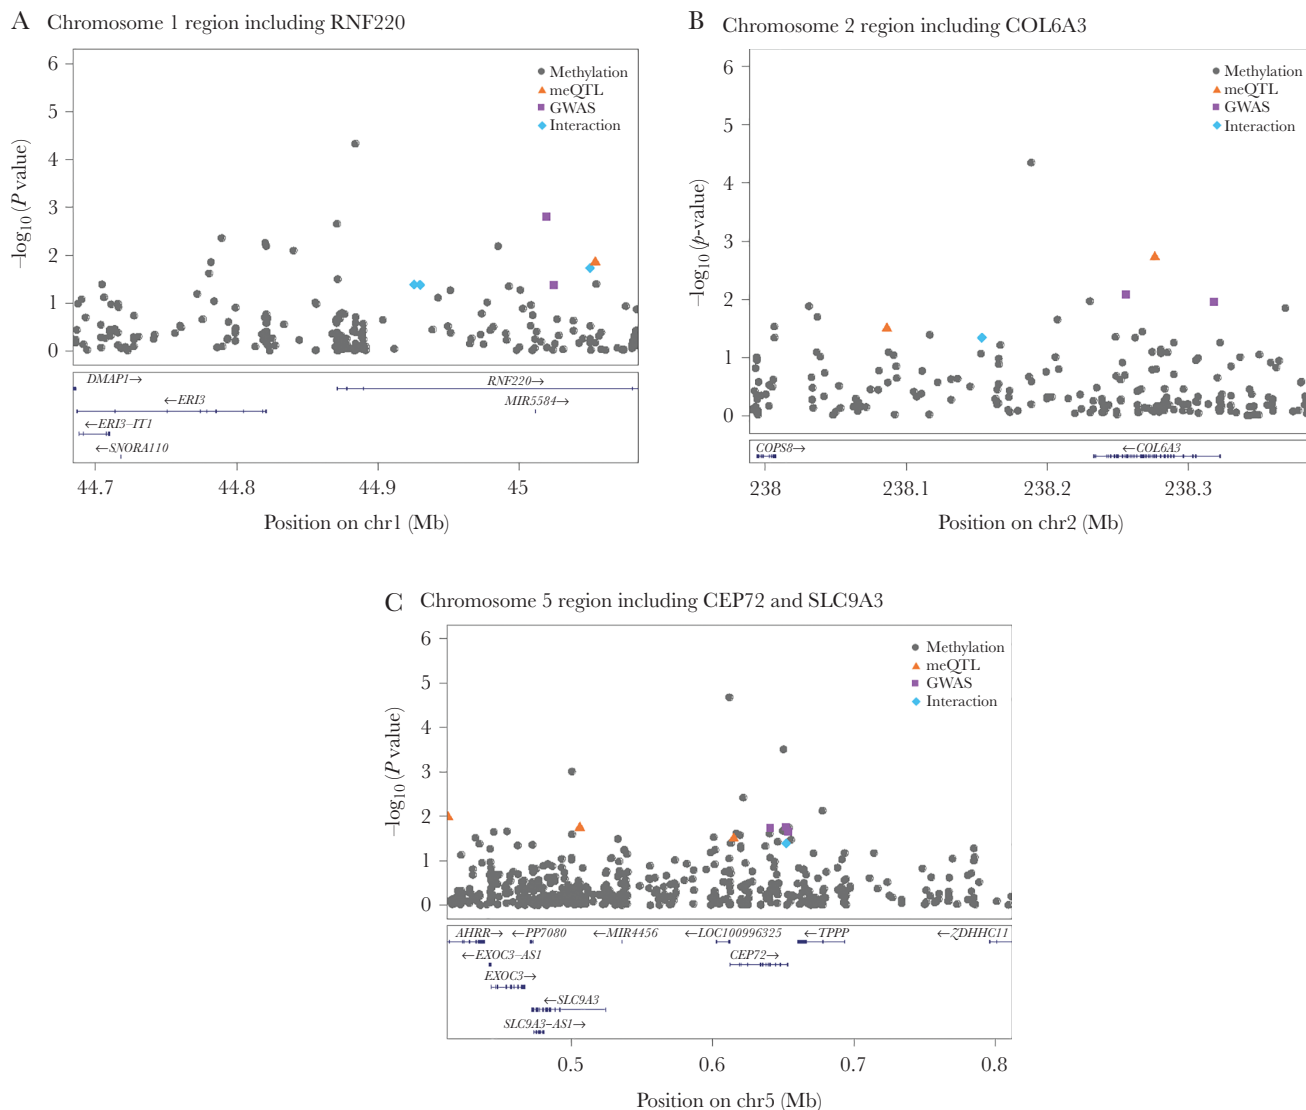 A Chromosome 1 region including RNF220
6
5
4
3
2
1
0
–log10 (P value)
Methylation
meQTL
GWAS
Interaction
DMAP1→
RNF220→
←ERI3
MIR5584→
←ERI3–IT1
←SNORA110
44.7 44.8 44.9 45
Position on chr1 (Mb)
B Chromosome 2 region including COL6A3
6
5
4
3
2
1
0
–log10 (p-value)
Methylation
meQTL
GWAS
Interaction
COPS8→ ←COL6A3
238 238.1 238.2 238.3
Position on chr2 (Mb)
C Chromosome 5 region including CEP72 and SLC9A3
6
5
4
3
2
1
0
–log10 (P value)
Methylation
meQTL
GWAS
Interaction
AHRR→ ←PP7080 ←MIR4456 ←LOC100996325 ←TPPP ←ZDHHC11
←EXOC3–AS1 CEP72→
EXOC3→
←SLC9A3
SLC9A3–AS1→
0.5 0.6 0.7 0.8
Position on chr5 (Mb)